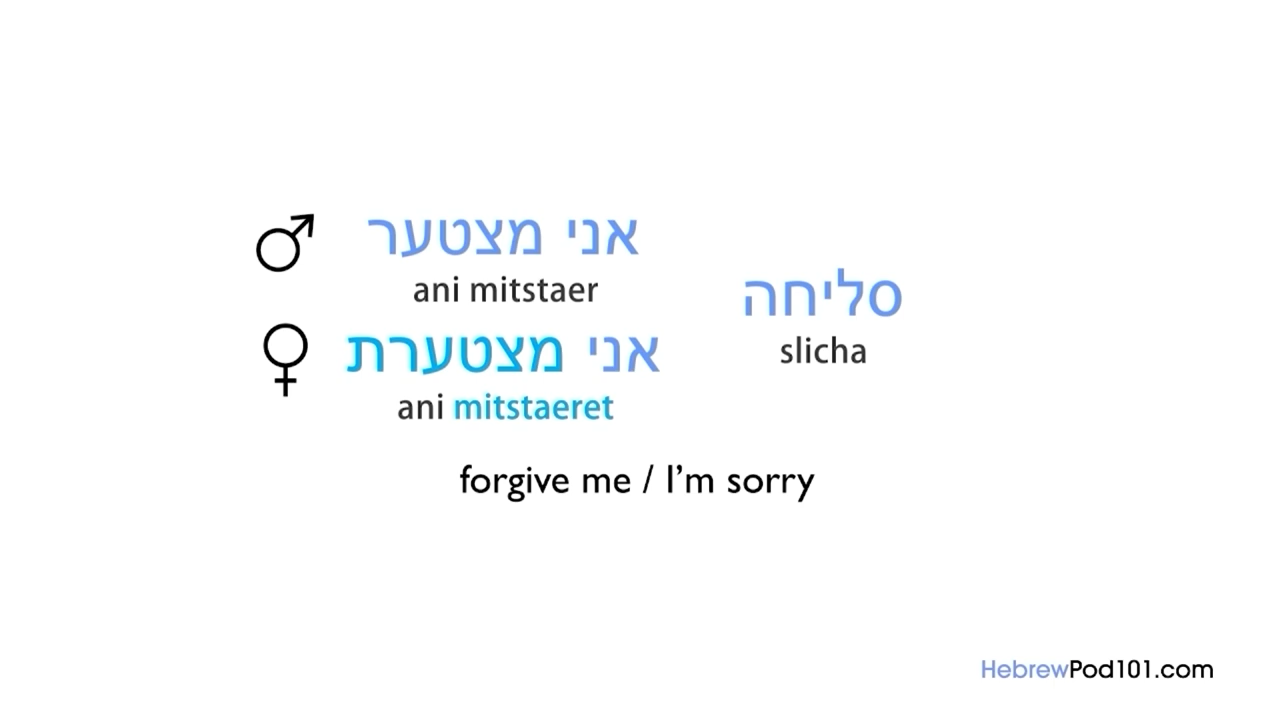 סליחה
slicha
אני מצטער
ani mitstaer
אני מצטערת
ani mitstaeret
forgive me / I'm sorry
HebrewPod101.com